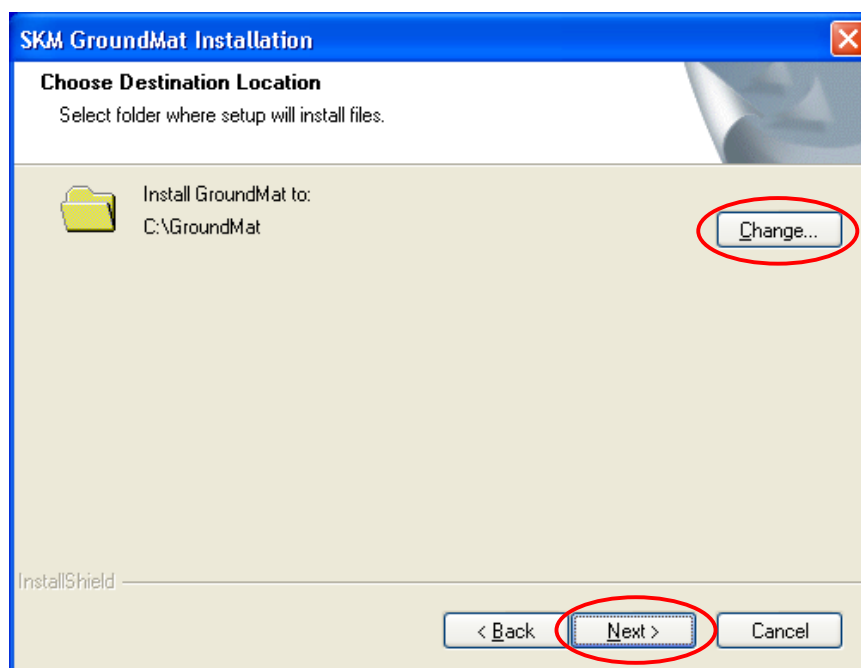 SKM GroundMat Installation
Choose Destination Location
Select folder where setup will install files.
Install GroundMat to:
C:\GroundMat
Change...
InstallShield
< Back
Next >
Cancel